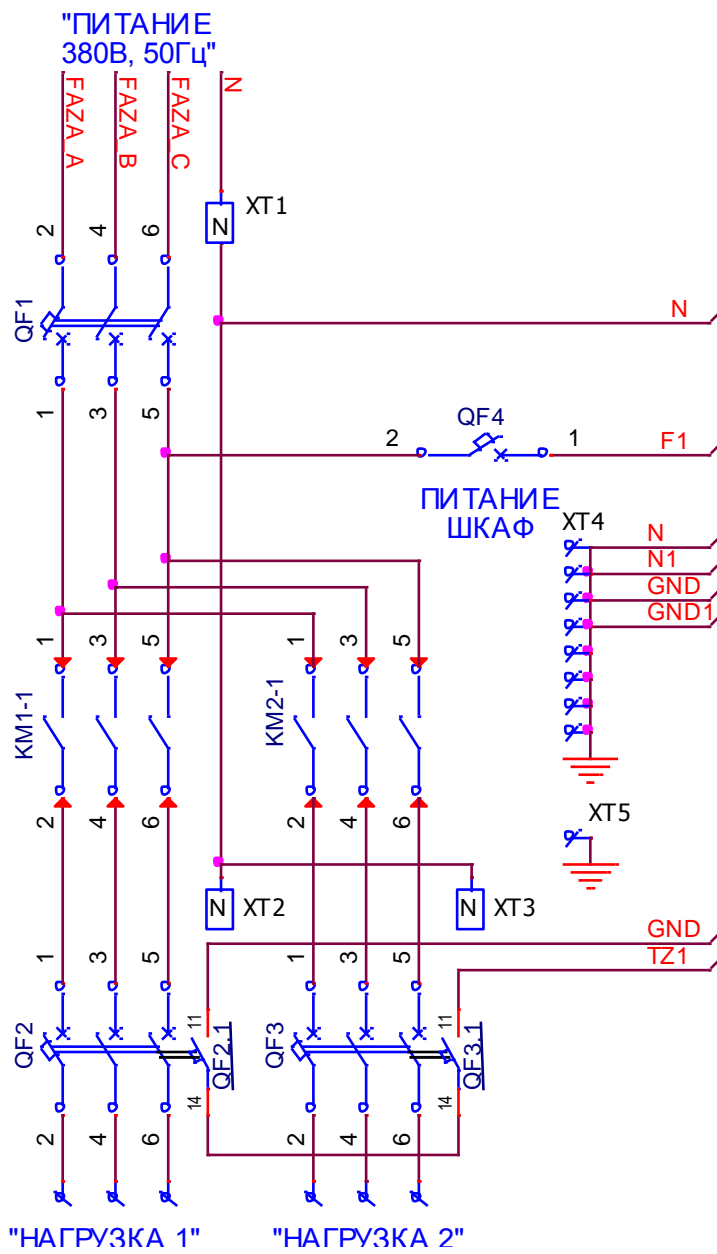 "ПИТАНИЕ
380В, 50Гц"
FAZA_A
FAZA_B
FAZA_C
N
XT1
N
2
4
6
QF1
N
1
3
5
2
QF4
1
F1
ПИТАНИЕ
ШКАФ
XT4
N
N1
GND
GND1
1
3
5
1
3
5
KM1-1
KM2-1
2
4
6
2
4
6
XT5
N
XT2
N
XT3
GND
TZ1
1
3
5
1
3
5
11
11
QF2
QF2.1
QF3
QF3.1
14
14
2
4
6
2
4
6
"НАГРУЗКА 1"
"НАГРУЗКА 2"